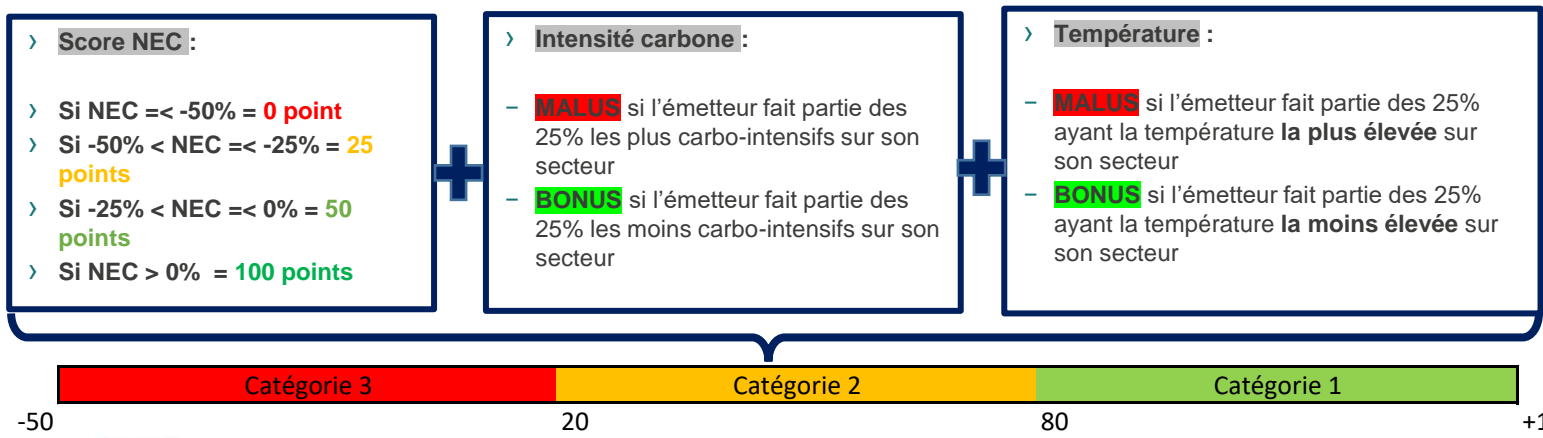 › Score NEC :
› Si NEC =< -50% = 0 point
› Si -50% < NEC =< -25% = 25
points
› Si -25% < NEC =< 0% = 50
points
› Si NEC > 0% = 100 points
› Intensité carbone :
− MALUS si l'émetteur fait partie des
25% les plus carbo-intensifs sur son
secteur
− BONUS si l'émetteur fait partie des
25% les moins carbo-intensifs sur son
secteur
› Température :
− MALUS si l'émetteur fait partie des 25%
ayant la température la plus élevée sur
son secteur
− BONUS si l'émetteur fait partie des 25%
ayant la température la moins élevée sur
son secteur
Catégorie 3 Catégorie 2 Catégorie 1
-50 20 80